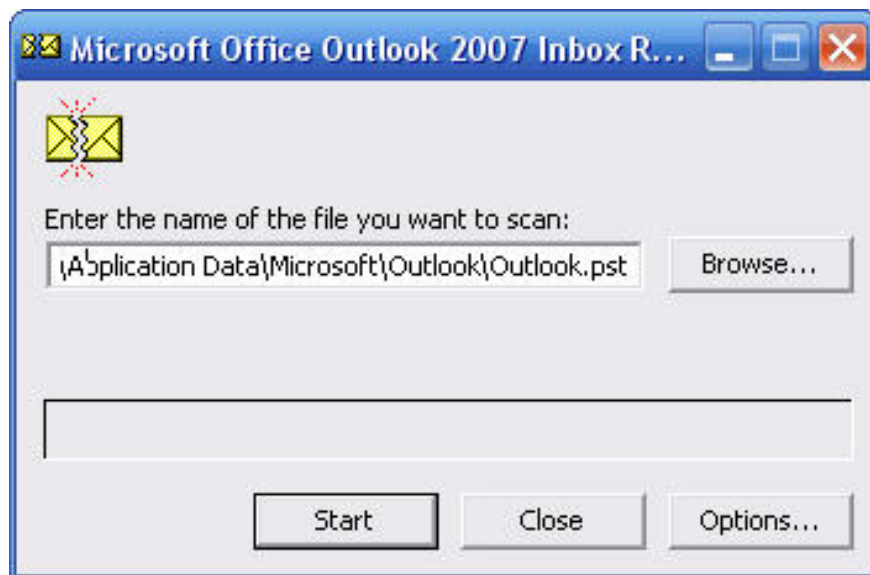 Microsoft Office Outlook 2007 Inbox R...
Enter the name of the file you want to scan:
\Application Data\Microsoft\Outlook\Outlook.pst
Browse...
Start
Close
Options...